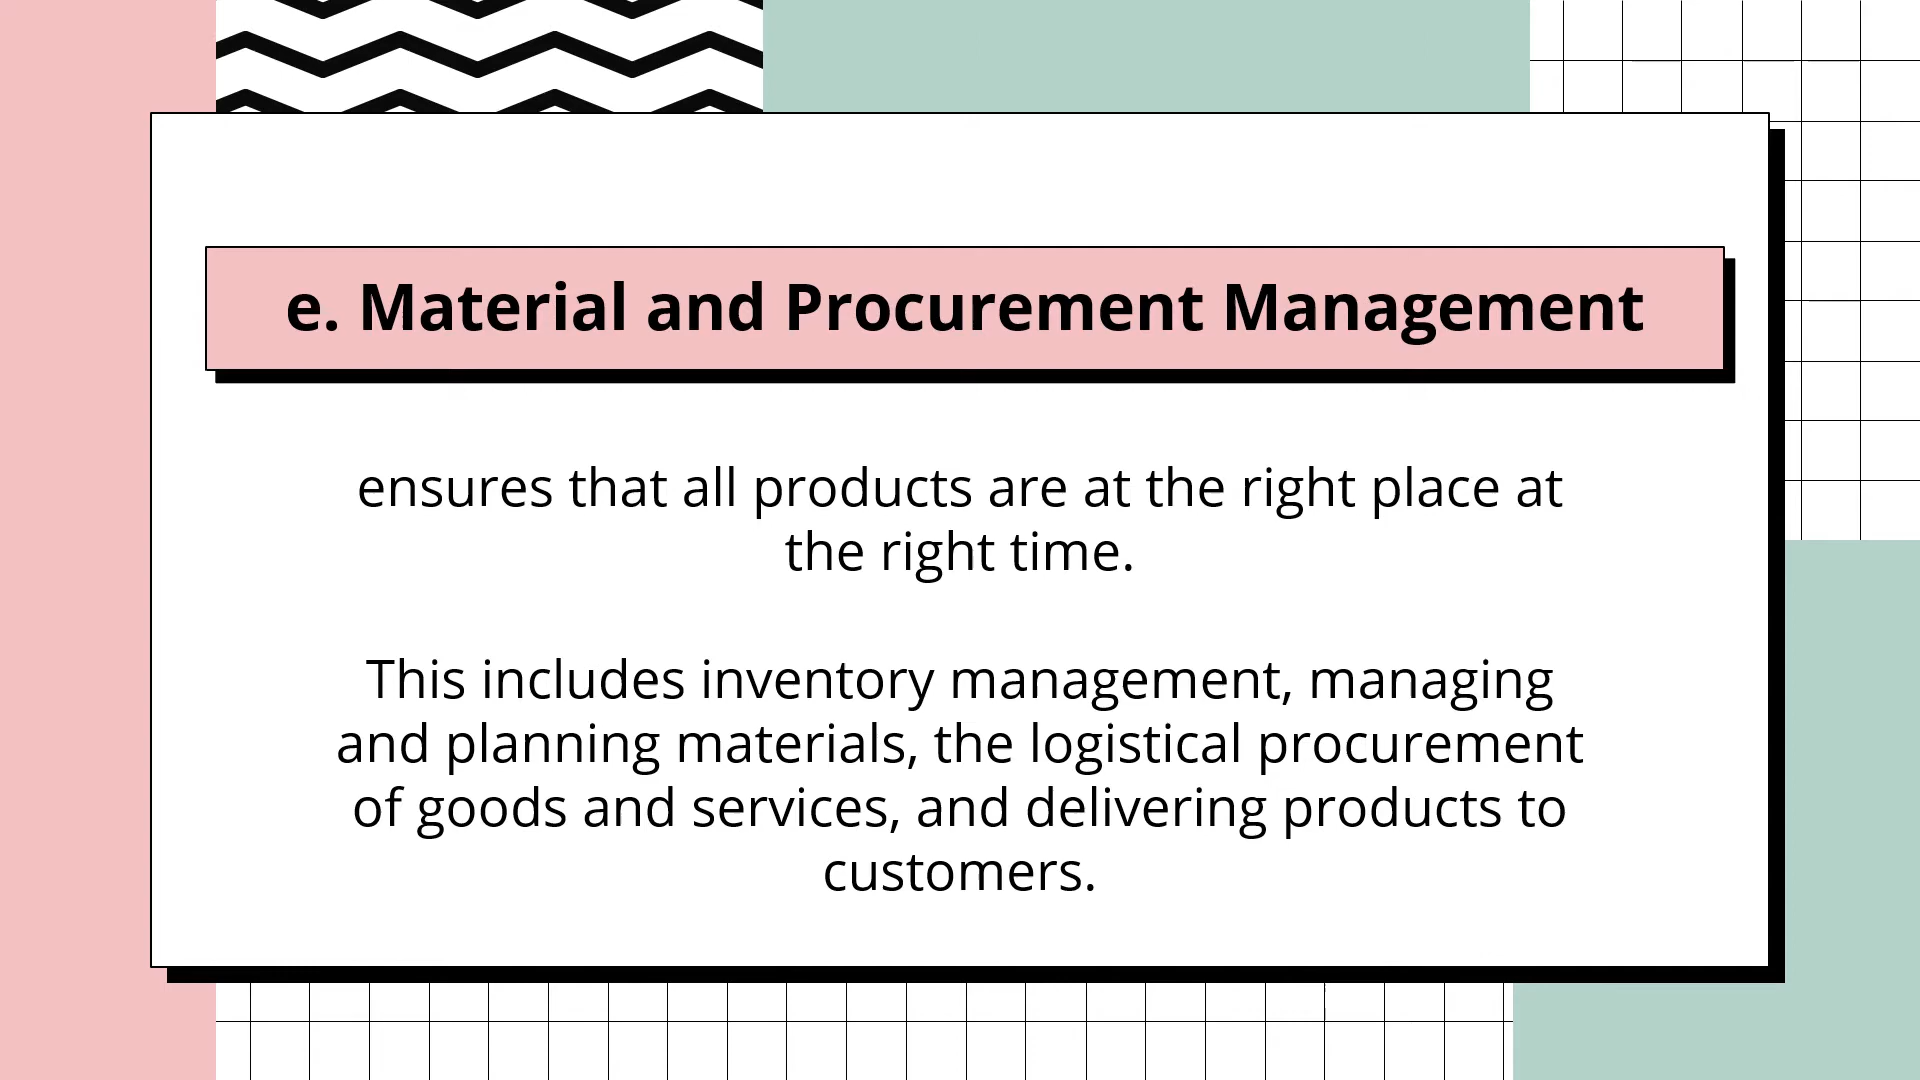 e. Material and Procurement Management
ensures that all products are at the right place at
the right time.
This includes inventory management, managing
and planning materials, the logistical procurement
of goods and services, and delivering products to
customers.